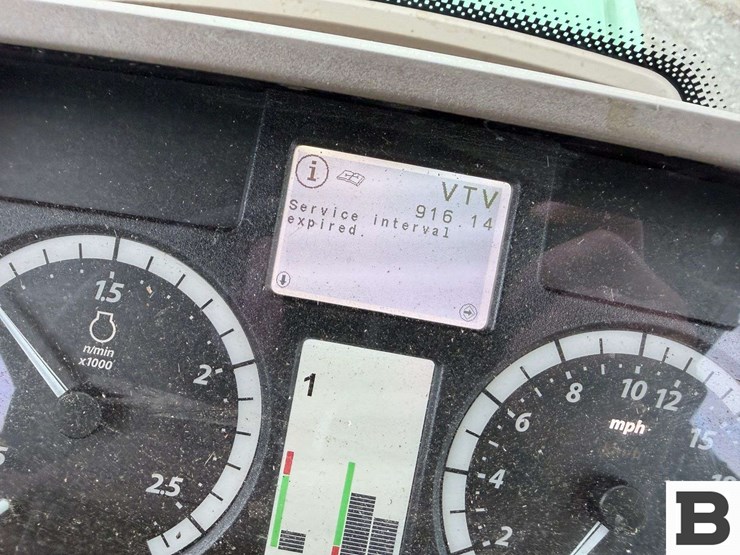 i
VTV
916.14
Service interval
expired.
1.5
n/min
x1000
2
2.5
1
2
4
6
8
10
12
15
mph
B